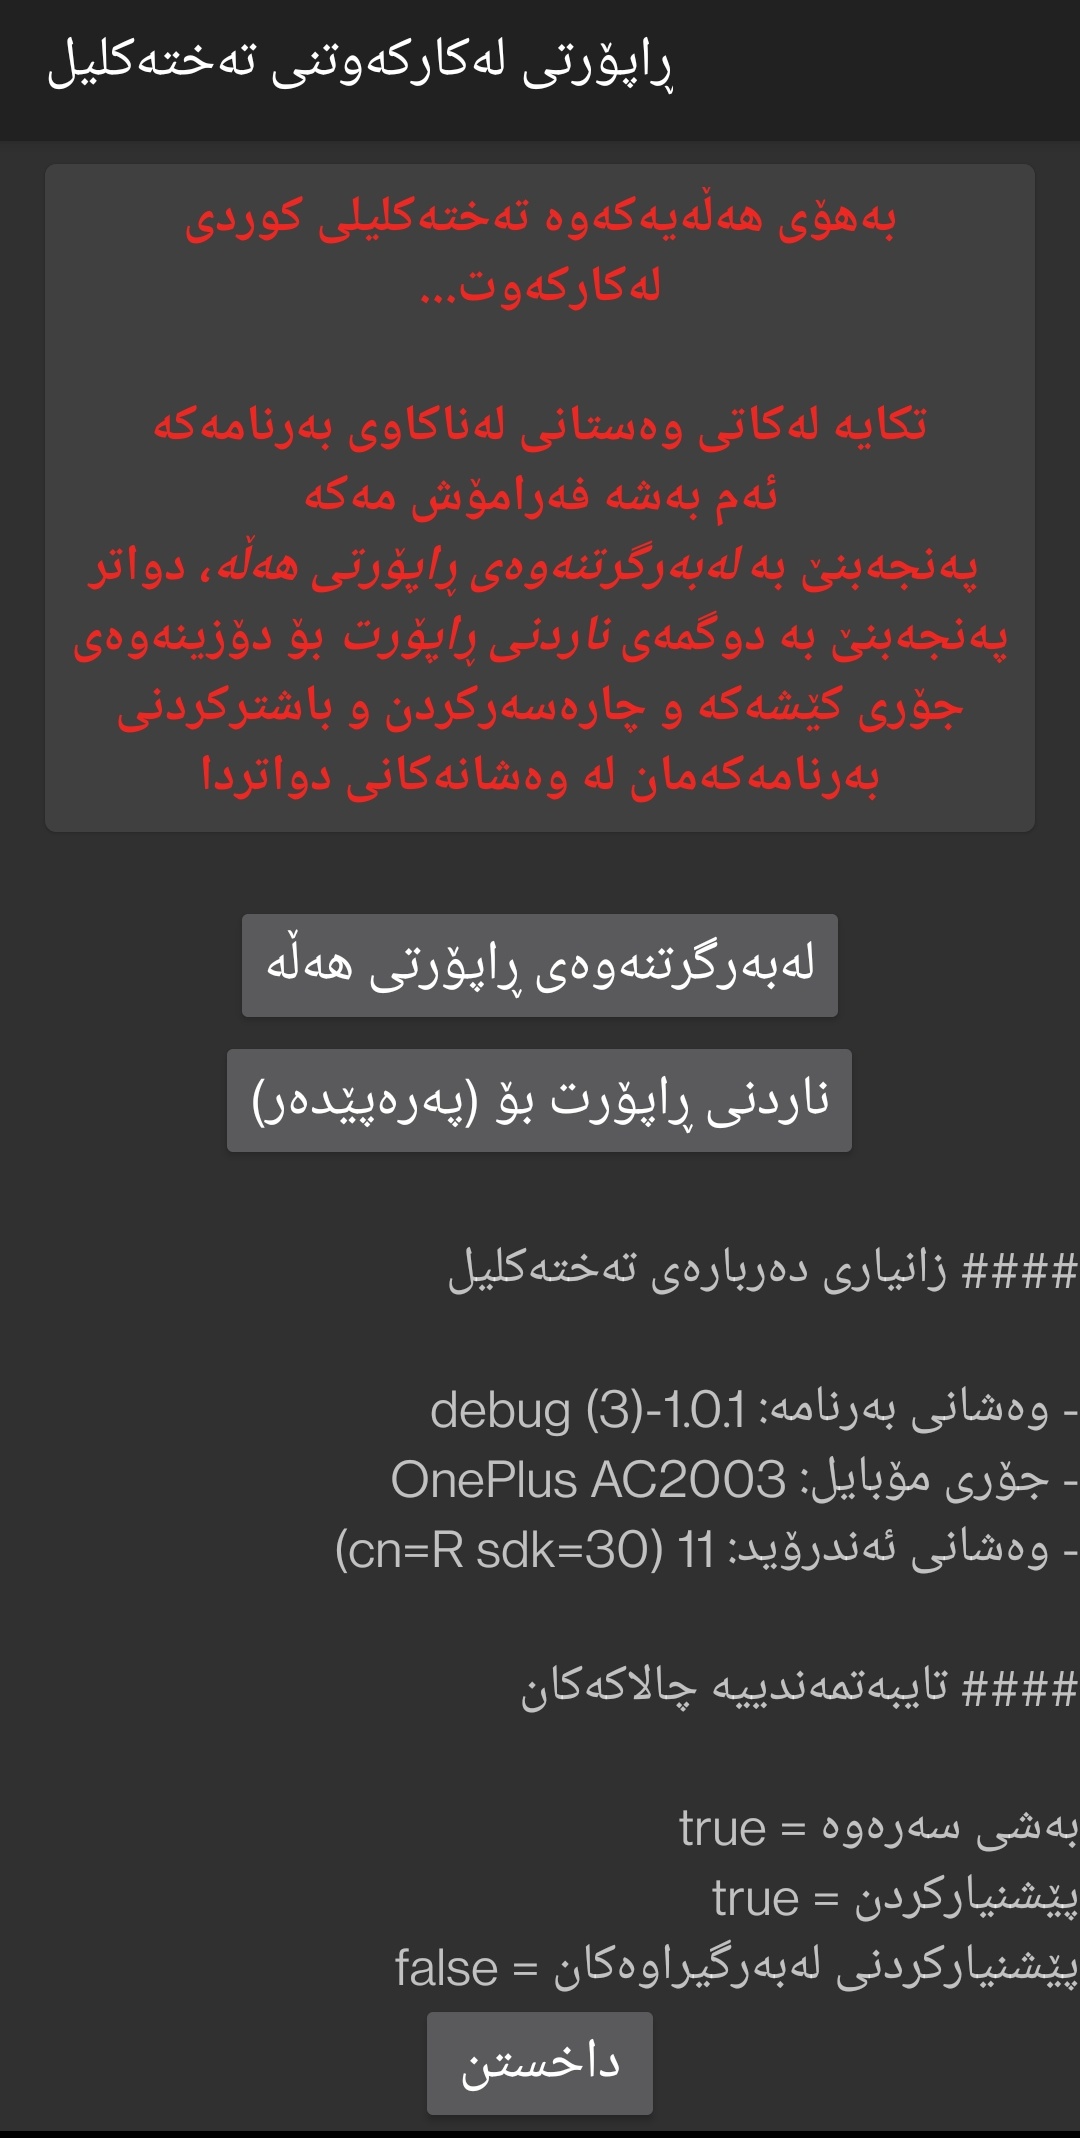 ڕاپۆرتی لەکارکەوتنی تەختەکلیل
بەهۆی هەڵەیەکەوە تەختەکلیلی کوردی
لەکارکەوت...
تکایە لەکاتی وەستانی لەناکاوی بەرنامەکە
ئەم بەشە فەرامۆش مەکە
پەنجەبنێ بە لەبەرگرتنەوەی ڕاپۆرتی هەڵە، دواتر
پەنجەبنێ بە دوگمەی ناردنی ڕاپۆرت بۆ دۆزینەوەی
جۆری کێشەکە و چارەسەرکردن و باشترکردنی
بەرنامەکەمان لە وەشانەکانی دواتردا
لەبەرگرتنەوەی ڕاپۆرتی هەڵە
ناردنی ڕاپۆرت بۆ (پەرەپێدەر)
#### زانیاری دەربارەی تەختەکلیل
- وەشانی بەرنامە: 1.0.1-debug (3)
- جۆری مۆبایل: OnePlus AC2003
- وەشانی ئەندرۆید: 11 (cn=R sdk=30)
#### تایبەتمەندییە چالاکەکان
بەشی سەرەوە = true
پێشنیارکردن = true
پێشنیارکردنی لەبەرگیراوەکان = false
داخستن